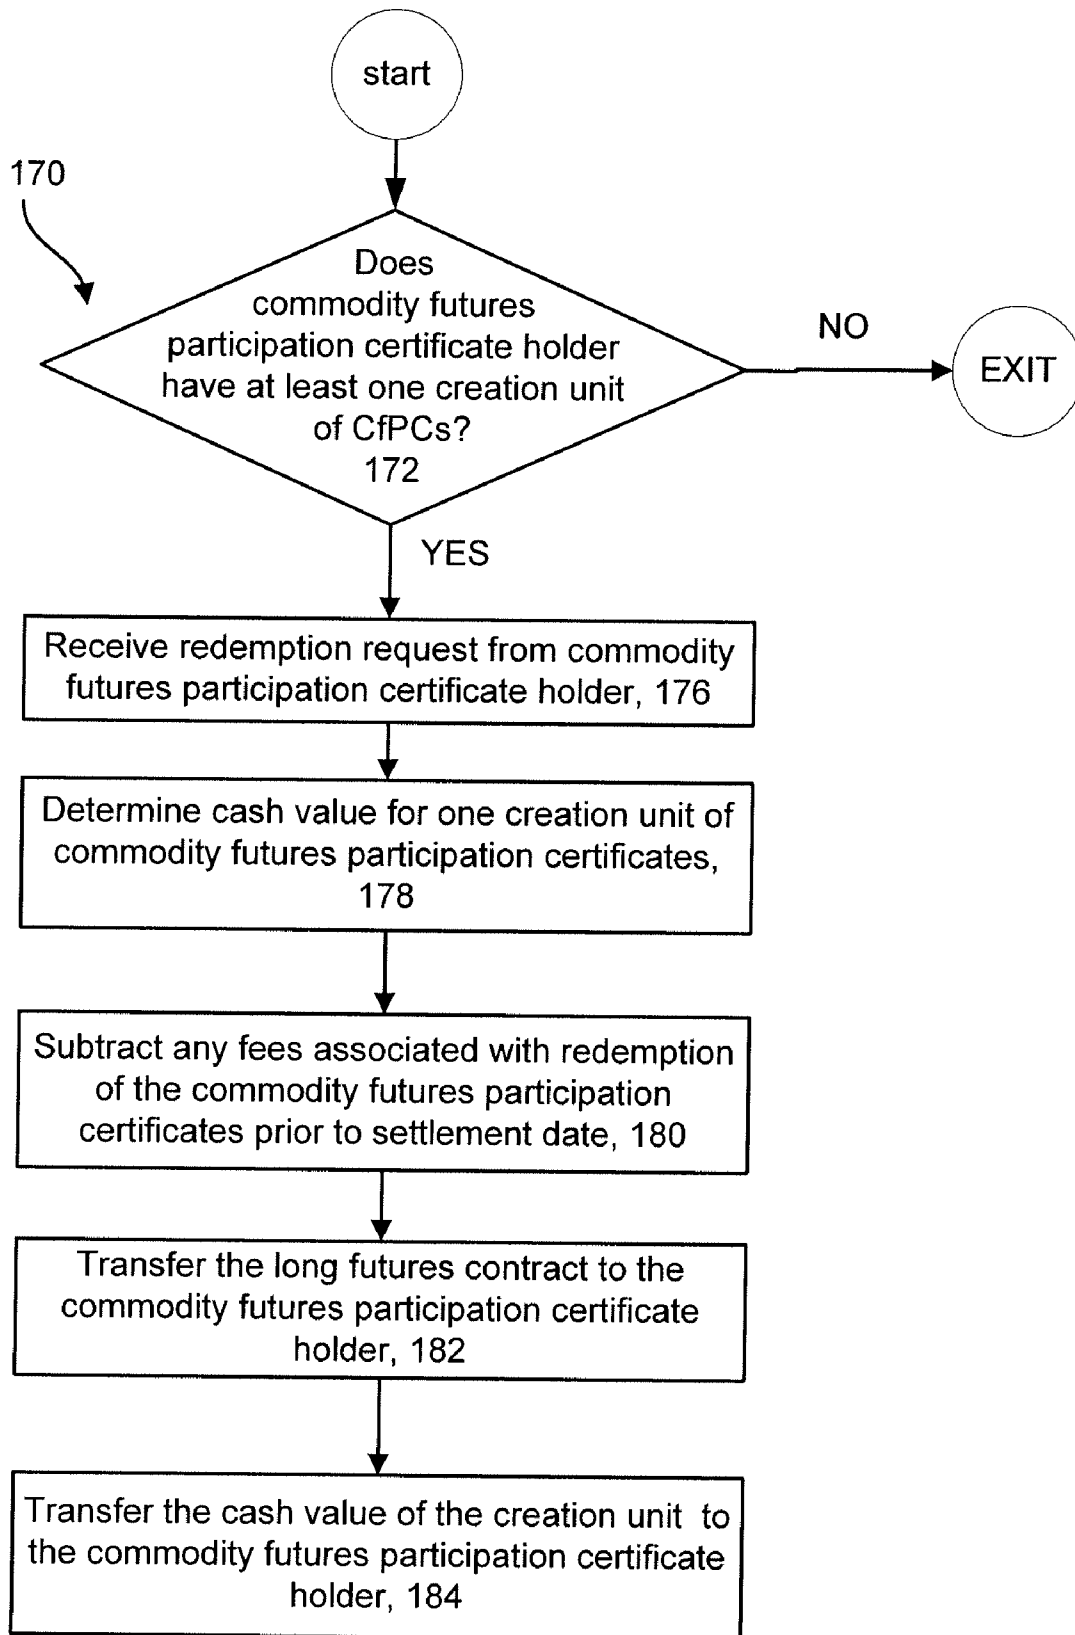 start
170
Does
commodity futures
participation certificate holder
have at least one creation unit
of CfPCs?
172
NO
EXIT
YES
Receive redemption request from commodity
futures participation certificate holder, 176
Determine cash value for one creation unit of
commodity futures participation certificates,
178
Subtract any fees associated with redemption
of the commodity futures participation
certificates prior to settlement date, 180
Transfer the long futures contract to the
commodity futures participation certificate
holder, 182
Transfer the cash value of the creation unit to
the commodity futures participation certificate
holder, 184